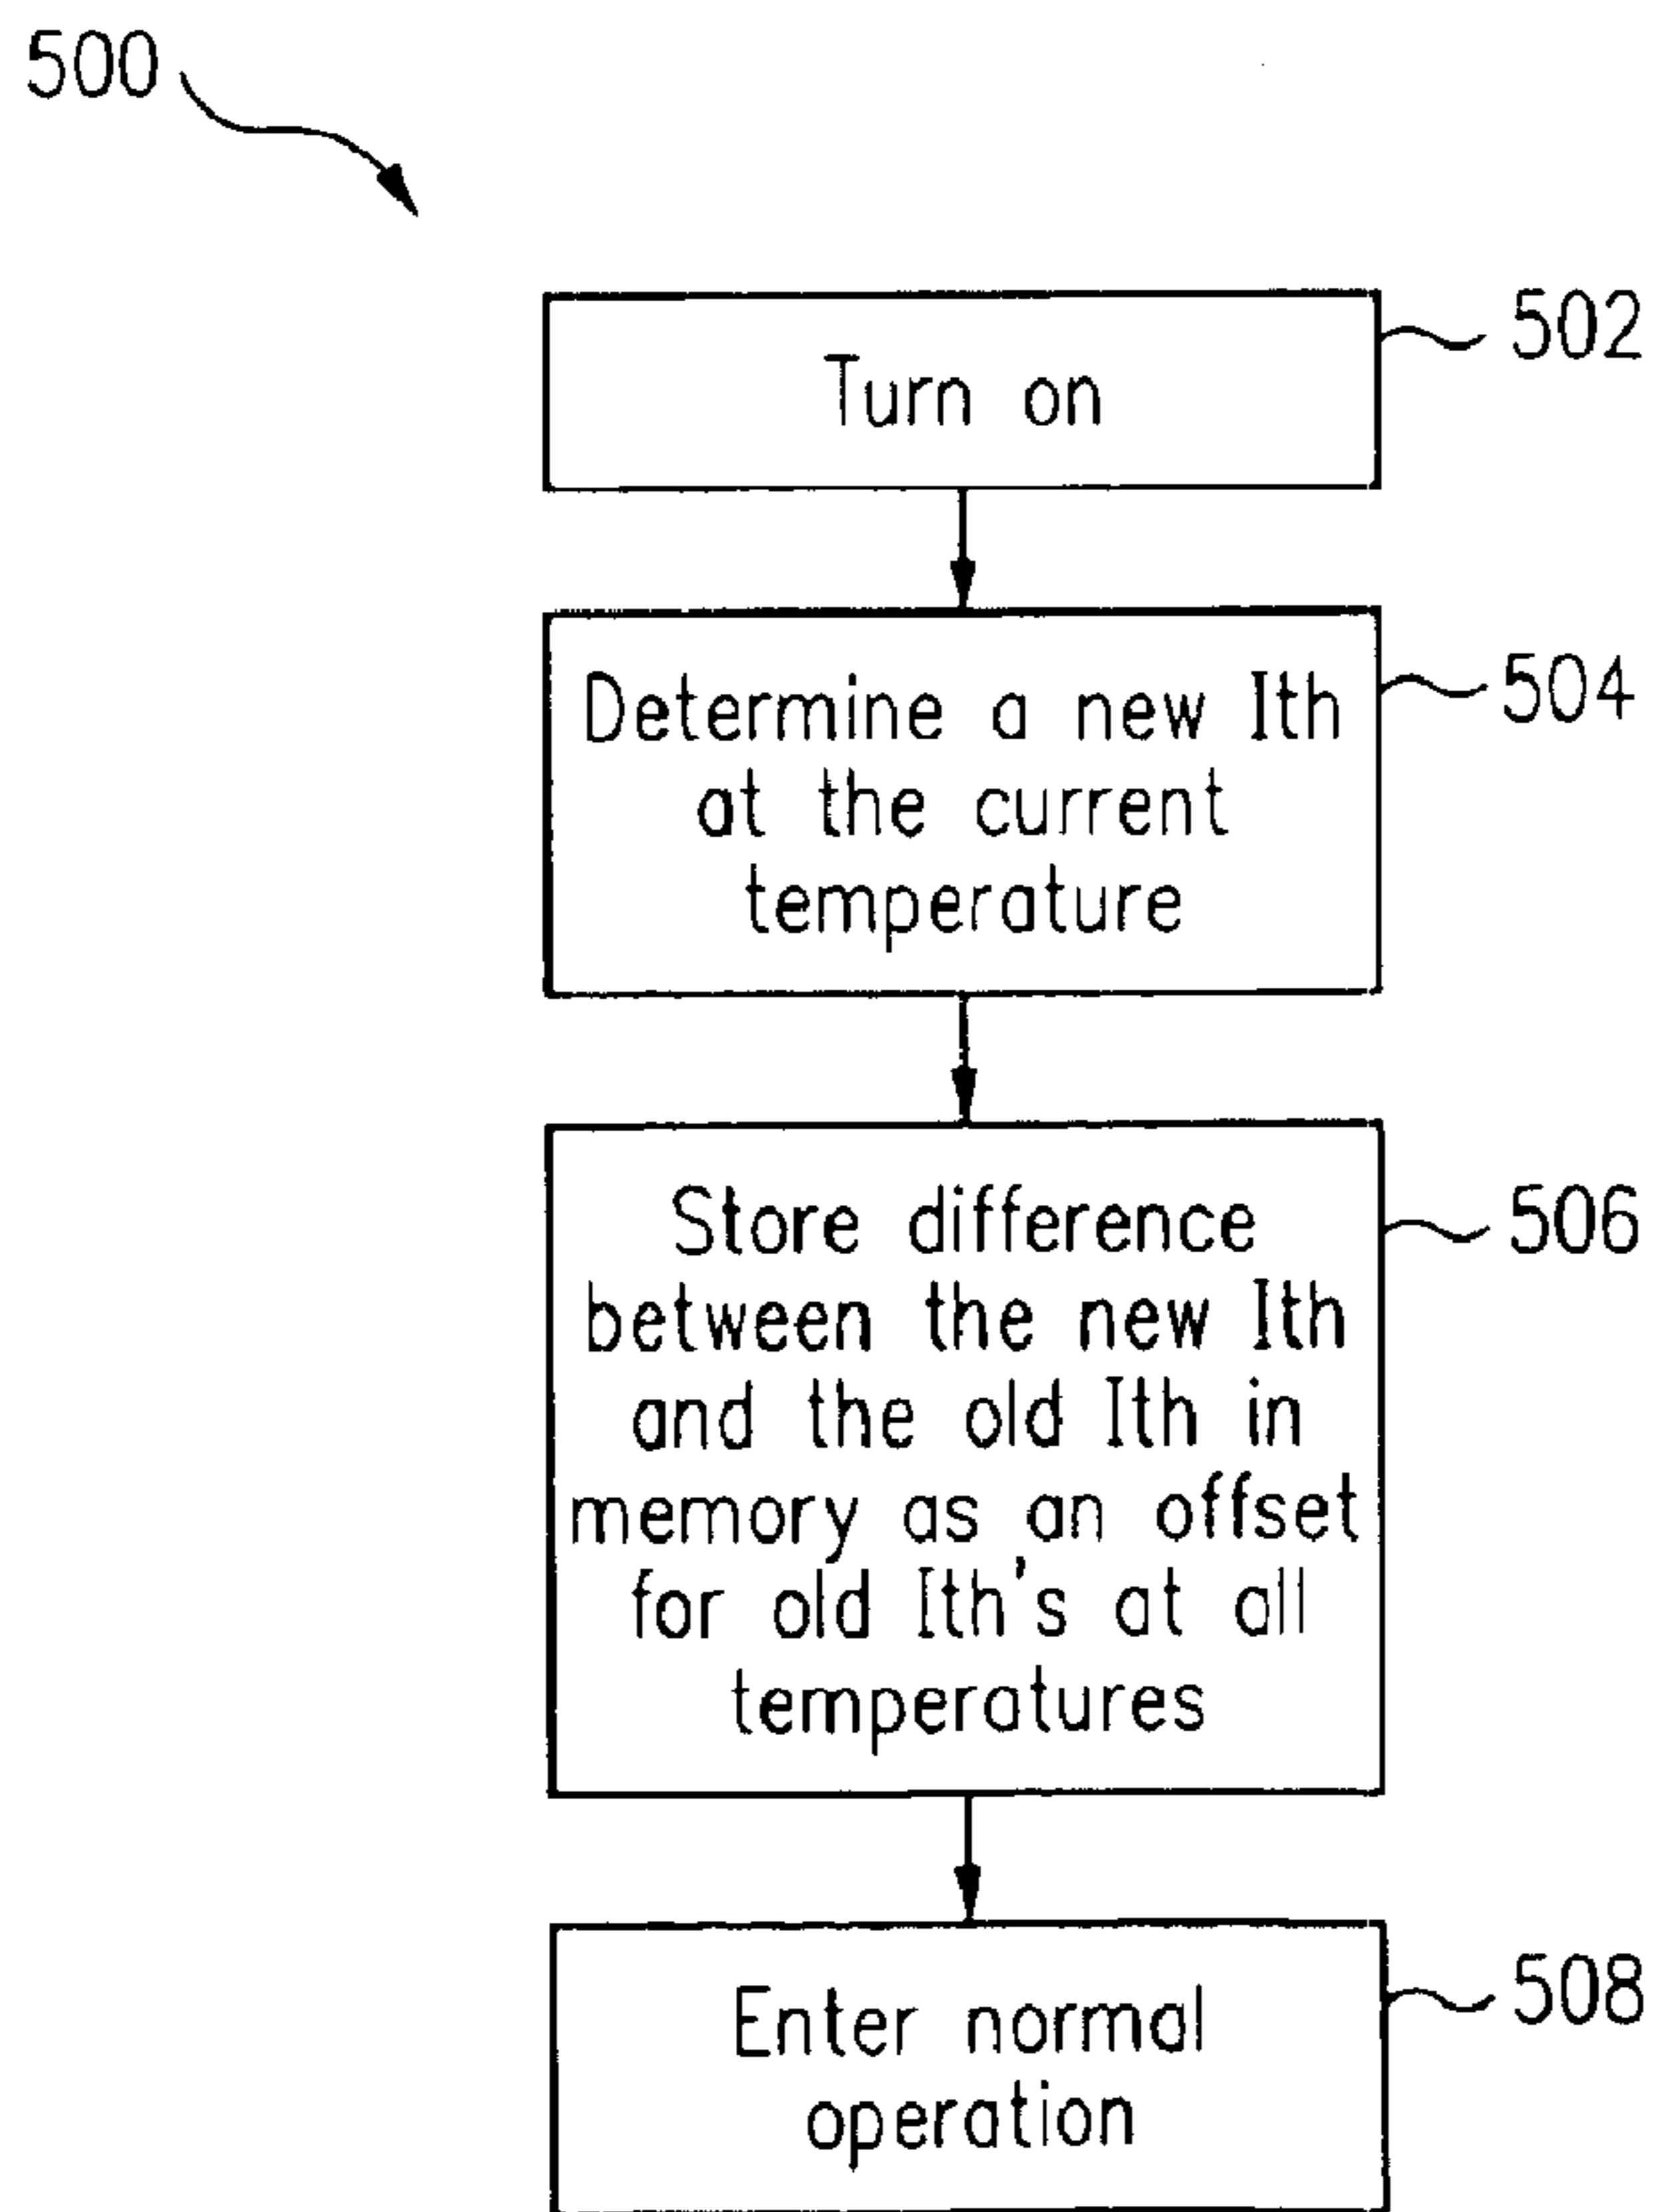 500
Turn on
502
Determine a new Ith
at the current
temperature
504
Store difference
between the new Ith
and the old Ith in
memory as an offset
for old Ith's at all
temperatures
506
Enter normal
operation
508